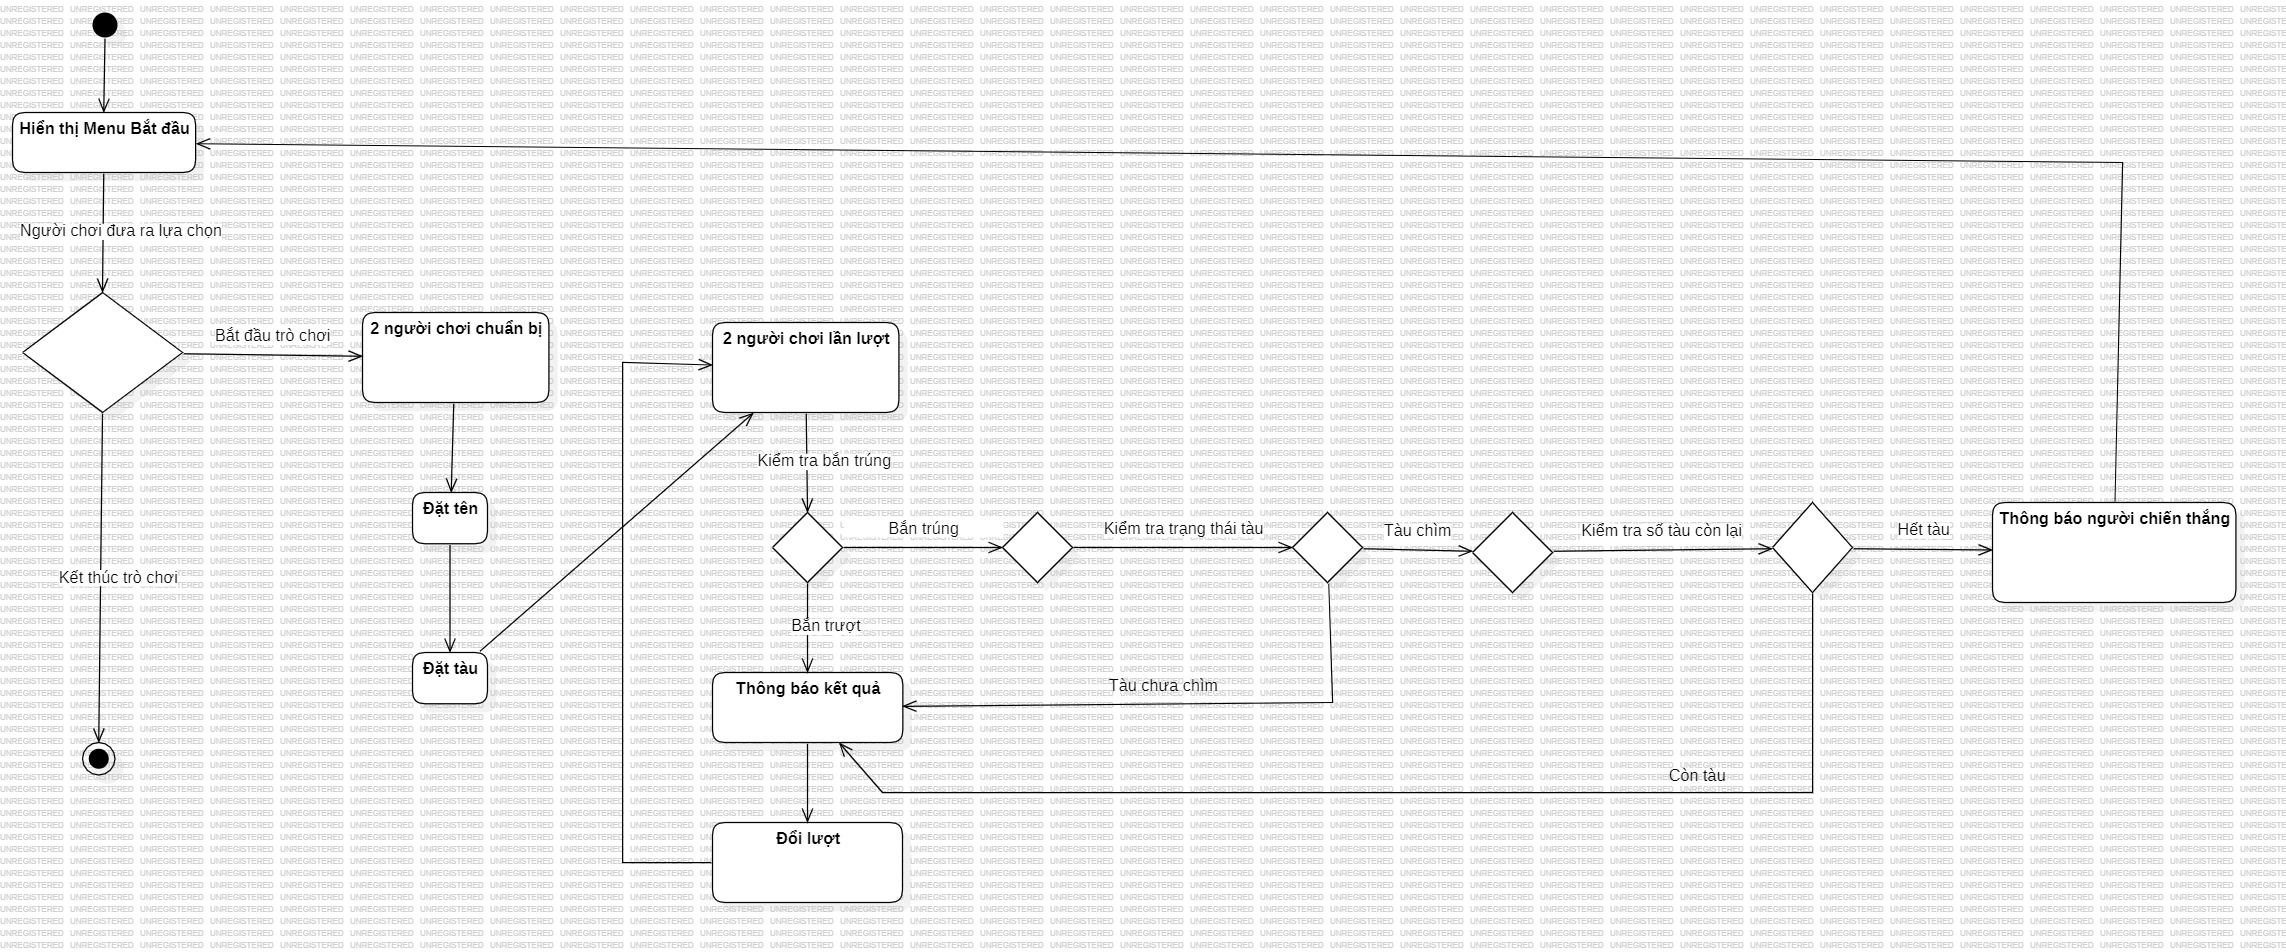 Hiển thị Menu Bắt đầu
Người chơi đưa ra lựa chọn
Bắt đầu trò chơi
2 người chơi chuẩn bị
2 người chơi lần lượt
Kiểm tra bắn trúng
Đặt tên
Bắn trúng
Kiểm tra trạng thái tàu
Tàu chìm
Kiểm tra số tàu còn lại
Hết tàu
Thông báo người chiến thắng
Kết thúc trò chơi
Bắn trượt
Đặt tàu
Thông báo kết quả
Tàu chưa chìm
Còn tàu
Đổi lượt
UNREGISTERED